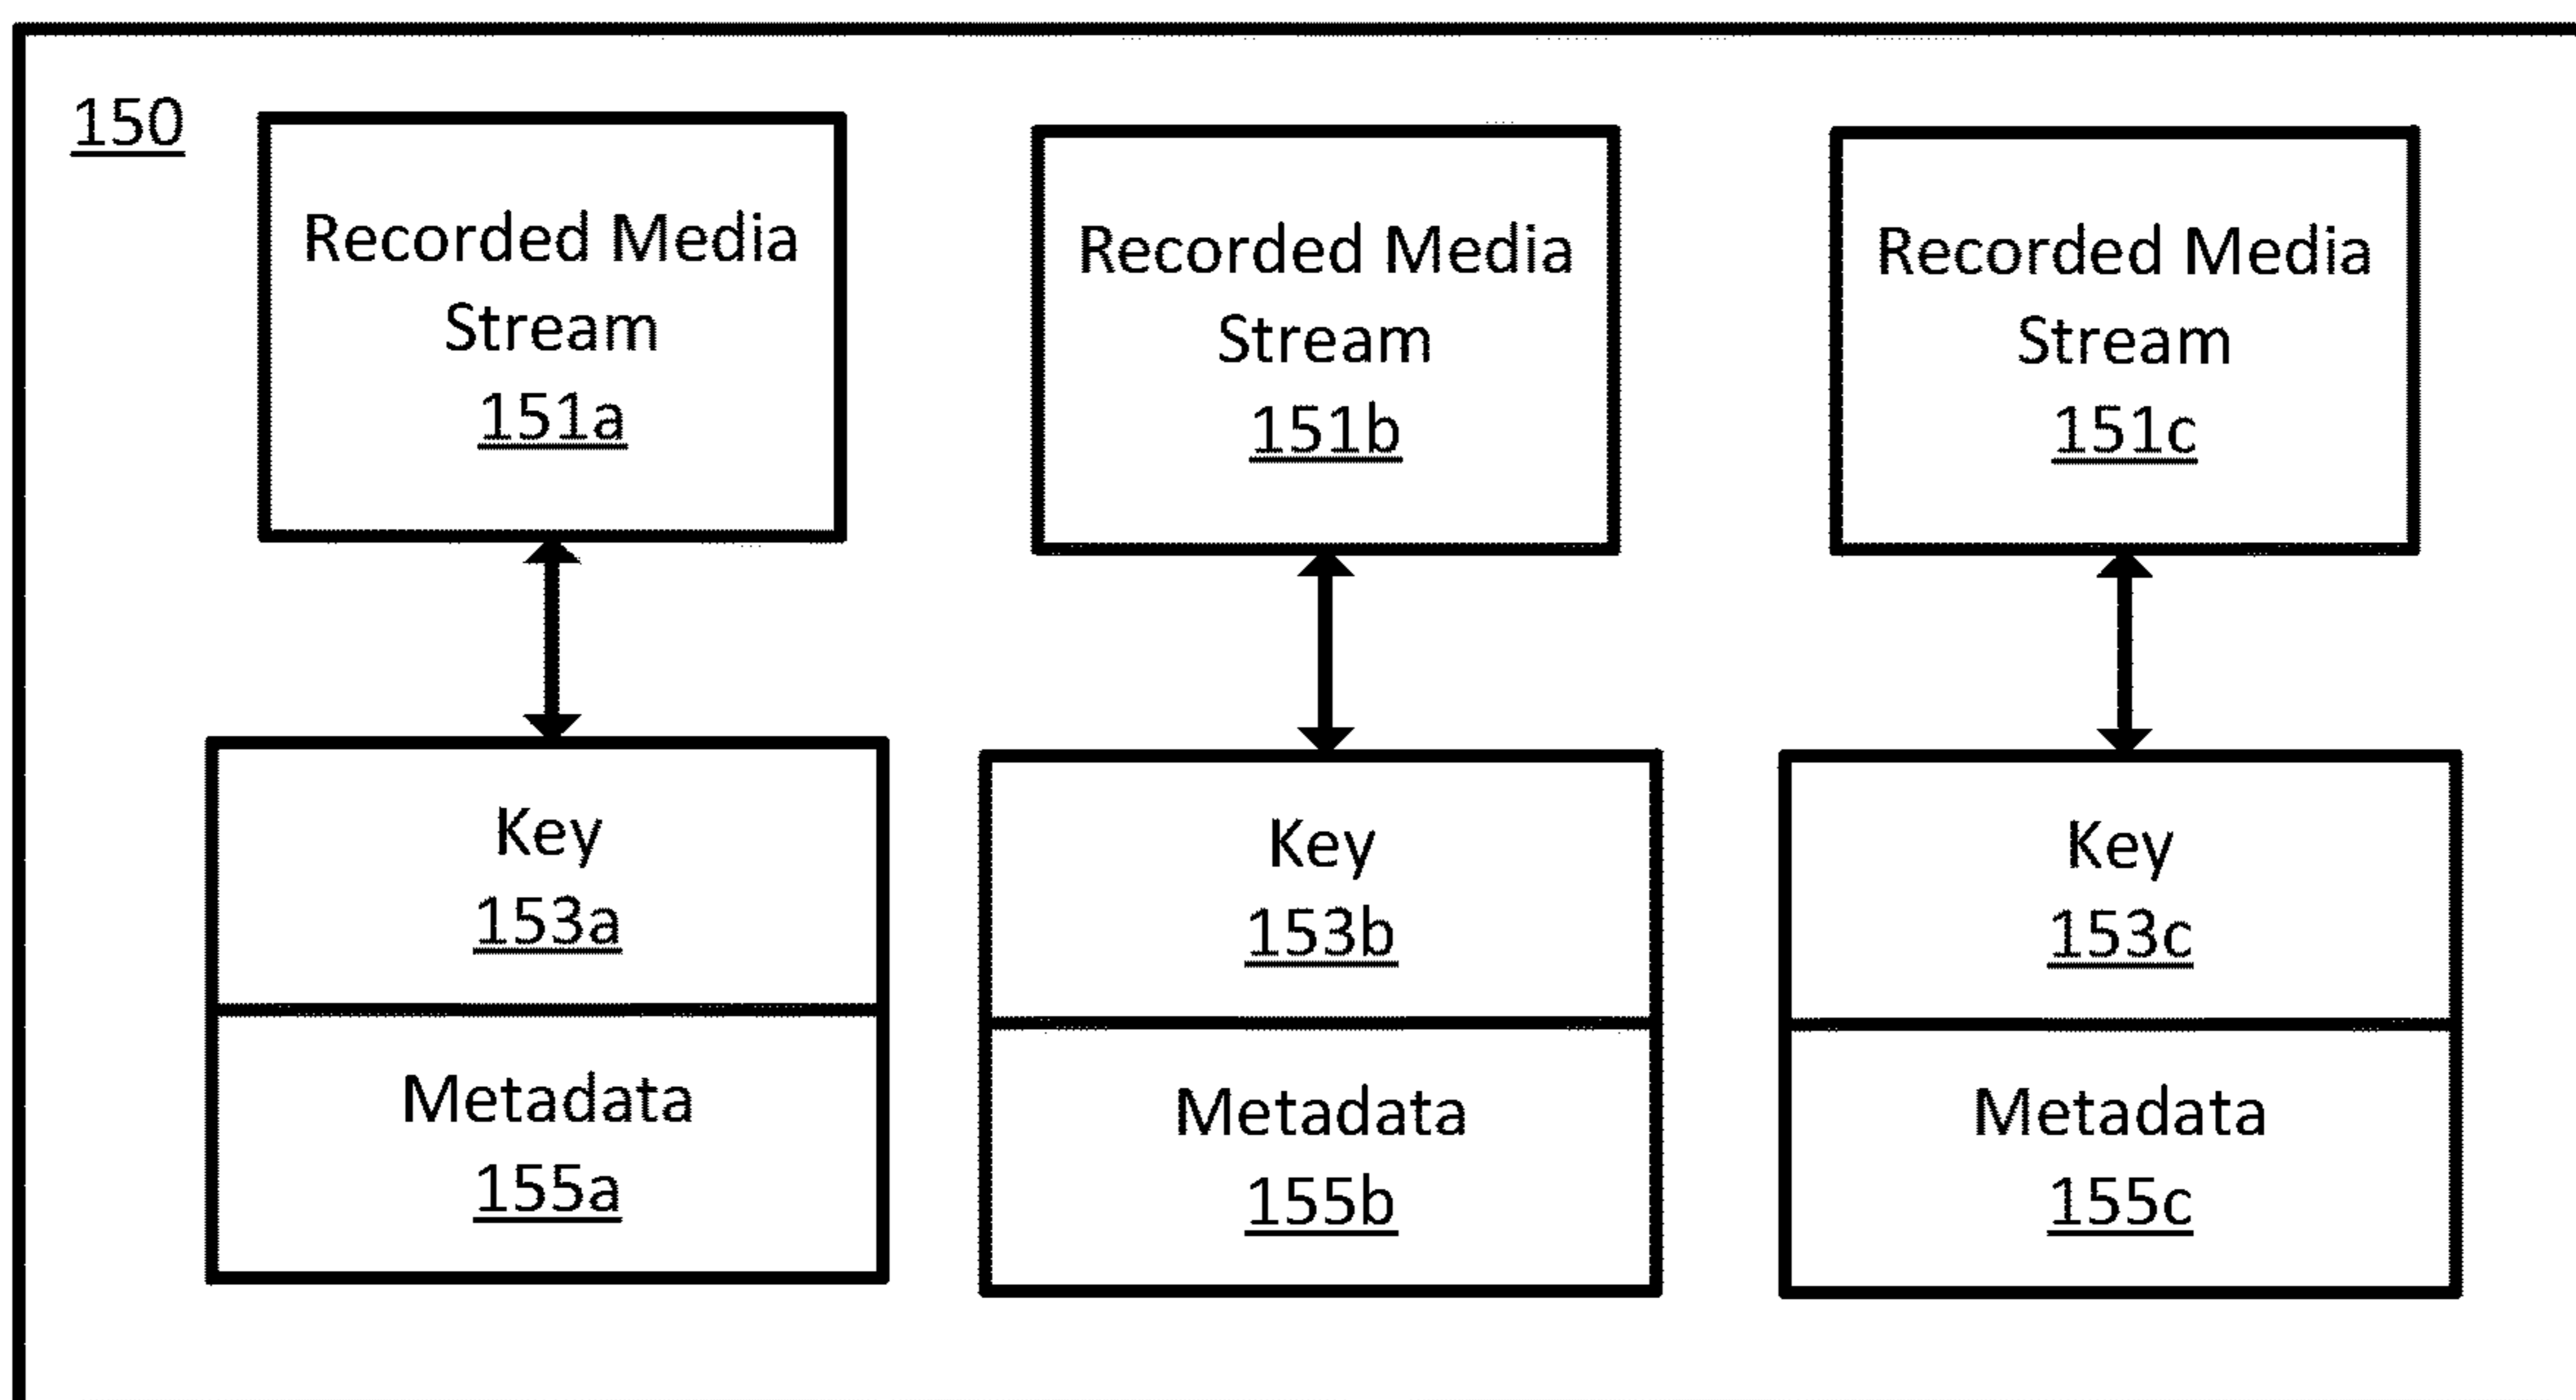 150
Recorded Media
Stream
151a
Recorded Media
Stream
151b
Recorded Media
Stream
151c
Key
153a
Metadata
155a
Key
153b
Metadata
155b
Key
153c
Metadata
155c